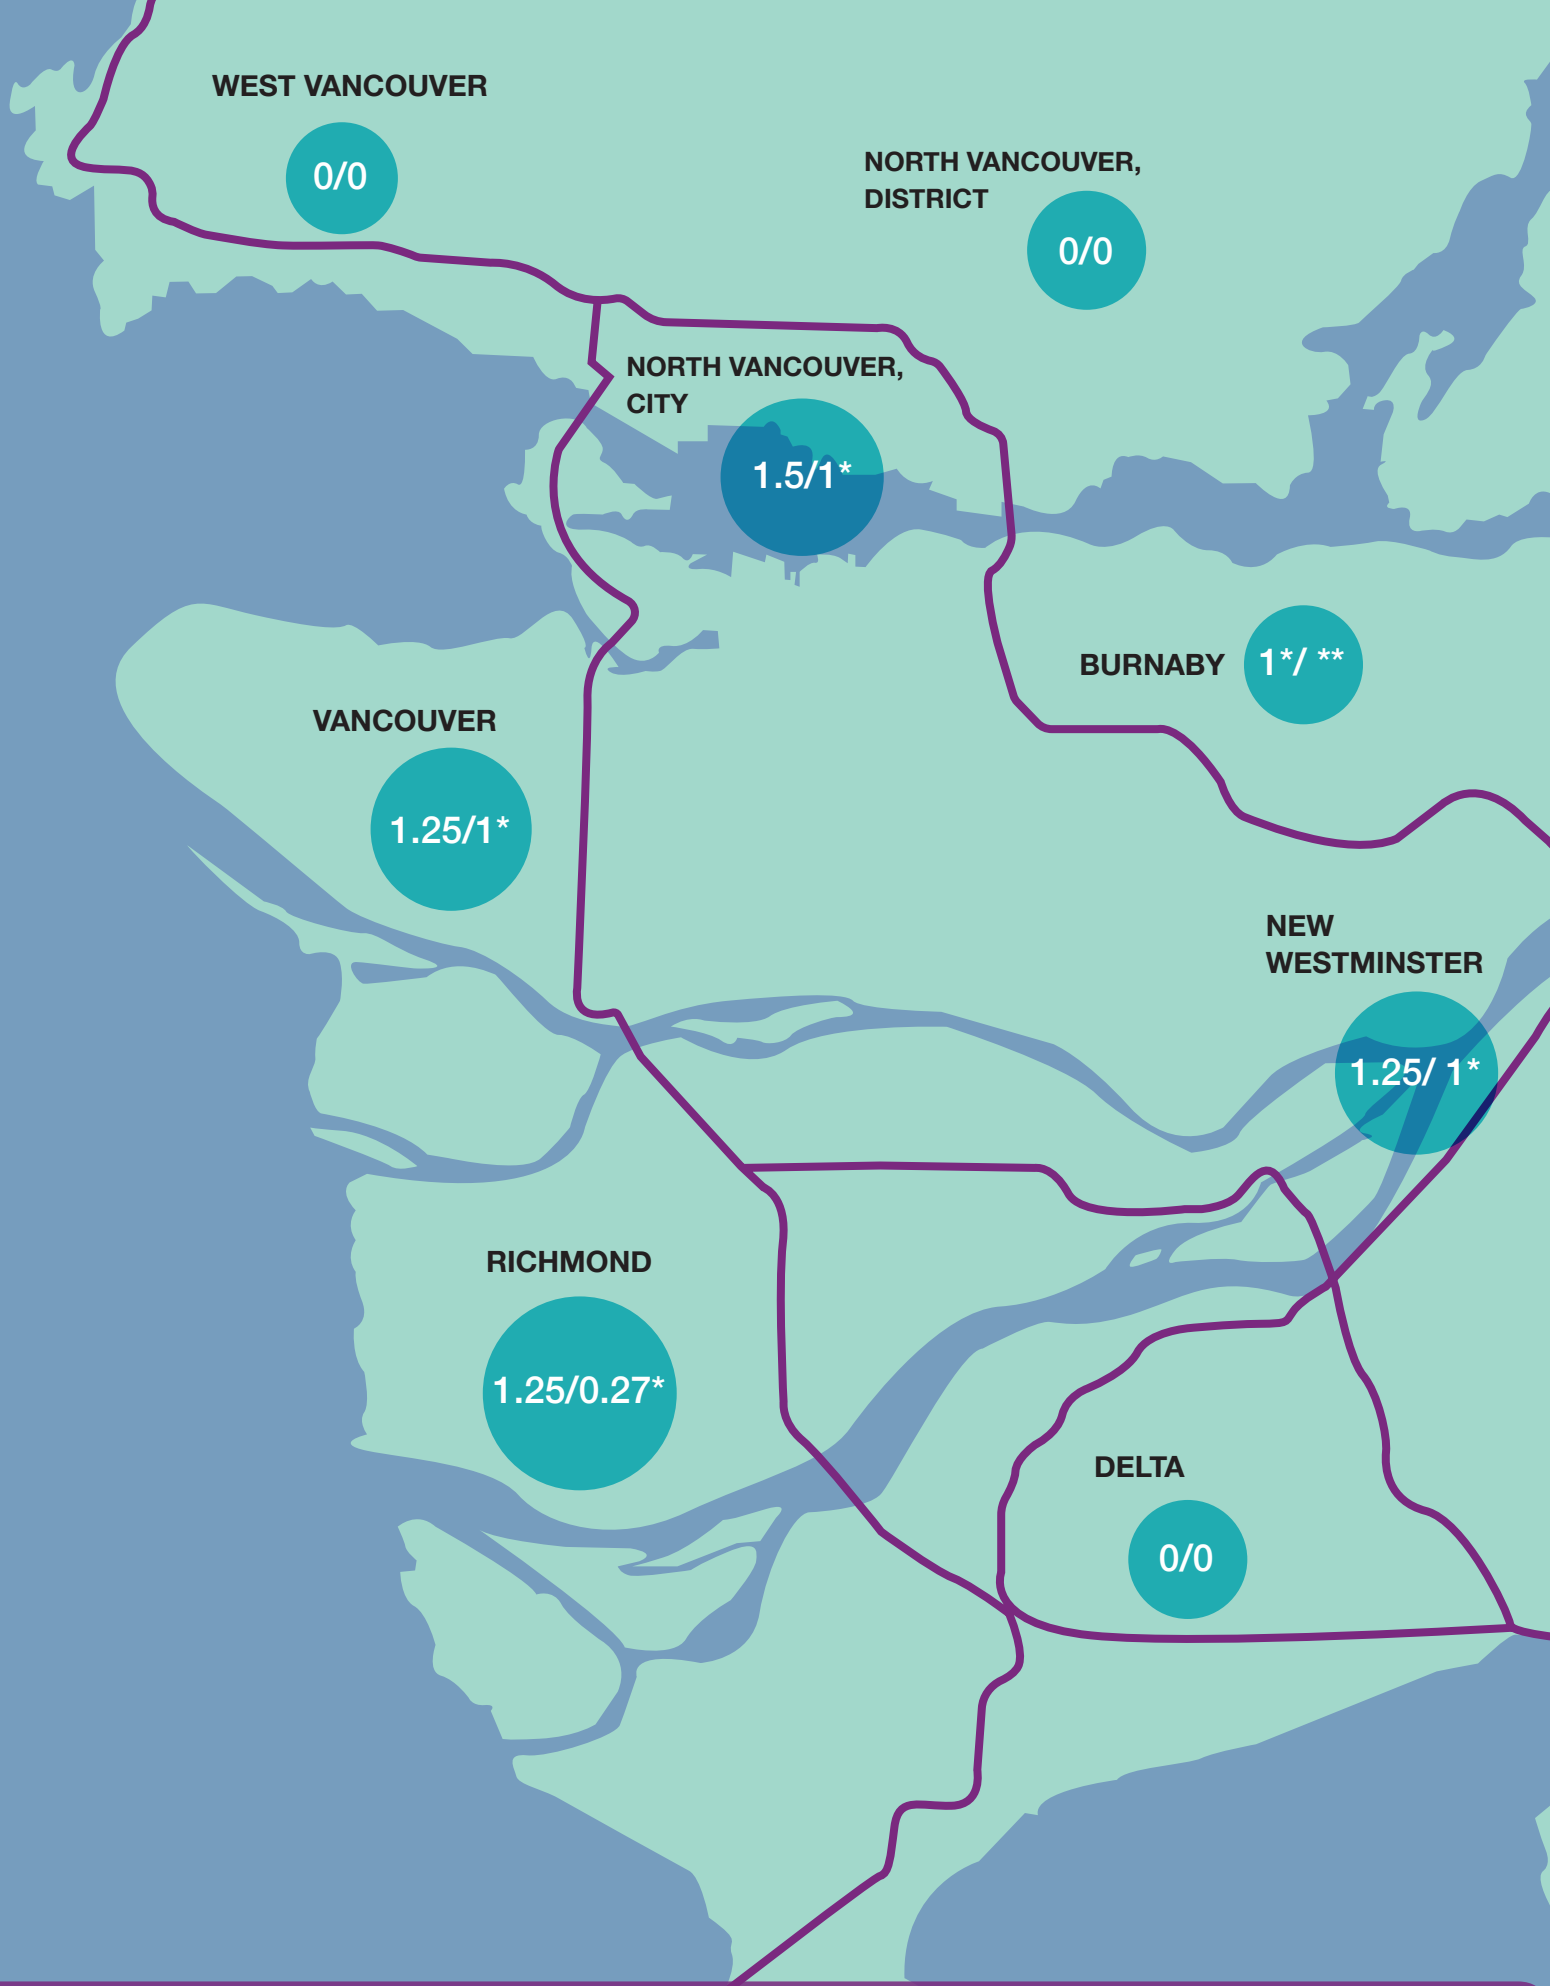 WEST VANCOUVER
0/0
NORTH VANCOUVER,
DISTRICT
0/0
NORTH VANCOUVER,
CITY
1.5/1*
BURNABY
1*/ **
VANCOUVER
1.25/1*
NEW
WESTMINSTER
1.25/ 1*
RICHMOND
1.25/0.27*
DELTA
0/0